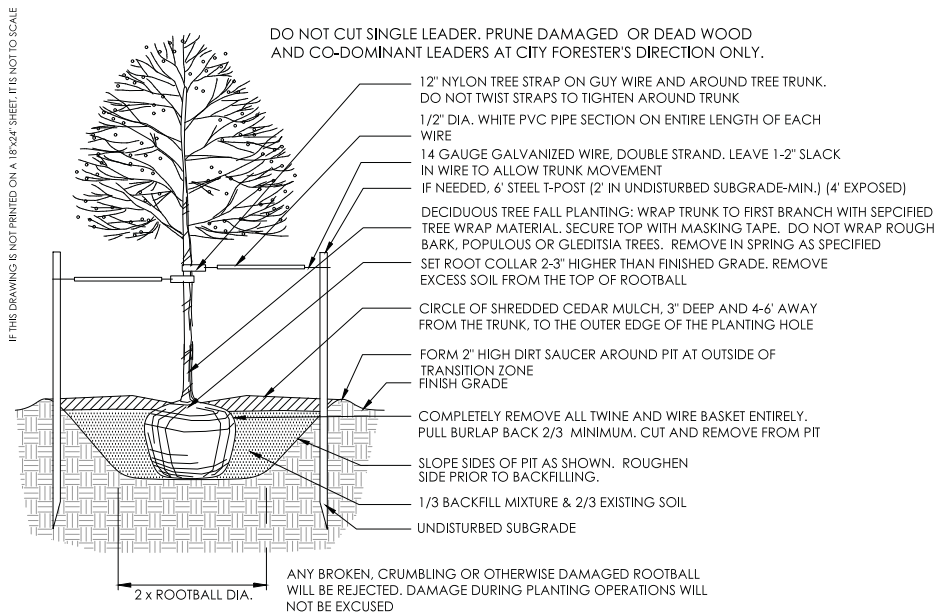 IF THIS DRAWING IS NOT PRINTED ON A 18"x24" SHEET, IT IS NOT TO SCALE
DO NOT CUT SINGLE LEADER. PRUNE DAMAGED OR DEAD WOOD
AND CO-DOMINANT LEADERS AT CITY FORESTER'S DIRECTION ONLY.
12" NYLON TREE STRAP ON GUY WIRE AND AROUND TREE TRUNK.
DO NOT TWIST STRAPS TO TIGHTEN AROUND TRUNK
1/2" DIA. WHITE PVC PIPE SECTION ON ENTIRE LENGTH OF EACH
WIRE
14 GAUGE GALVANIZED WIRE, DOUBLE STRAND. LEAVE 1-2" SLACK
IN WIRE TO ALLOW TRUNK MOVEMENT
IF NEEDED, 6' STEEL T-POST (2' IN UNDISTURBED SUBGRADE-MIN.) (4' EXPOSED)
DECIDUOUS TREE FALL PLANTING: WRAP TRUNK TO FIRST BRANCH WITH SEPCIFIED
TREE WRAP MATERIAL. SECURE TOP WITH MASKING TAPE. DO NOT WRAP ROUGH
BARK, POPULOUS OR GLEDITSIA TREES. REMOVE IN SPRING AS SPECIFIED
SET ROOT COLLAR 2-3" HIGHER THAN FINISHED GRADE. REMOVE
EXCESS SOIL FROM THE TOP OF ROOTBALL
CIRCLE OF SHREDDED CEDAR MULCH, 3" DEEP AND 4-6' AWAY
FROM THE TRUNK, TO THE OUTER EDGE OF THE PLANTING HOLE
FORM 2" HIGH DIRT SAUCER AROUND PIT AT OUTSIDE OF
TRANSITION ZONE
FINISH GRADE
COMPLETELY REMOVE ALL TWINE AND WIRE BASKET ENTIRELY.
PULL BURLAP BACK 2/3 MINIMUM. CUT AND REMOVE FROM PIT
SLOPE SIDES OF PIT AS SHOWN. ROUGHEN
SIDE PRIOR TO BACKFILLING.
1/3 BACKFILL MIXTURE & 2/3 EXISTING SOIL
UNDISTURBED SUBGRADE
2 x ROOTBALL DIA.
ANY BROKEN, CRUMBLING OR OTHERWISE DAMAGED ROOTBALL
WILL BE REJECTED. DAMAGE DURING PLANTING OPERATIONS WILL
NOT BE EXCUSED